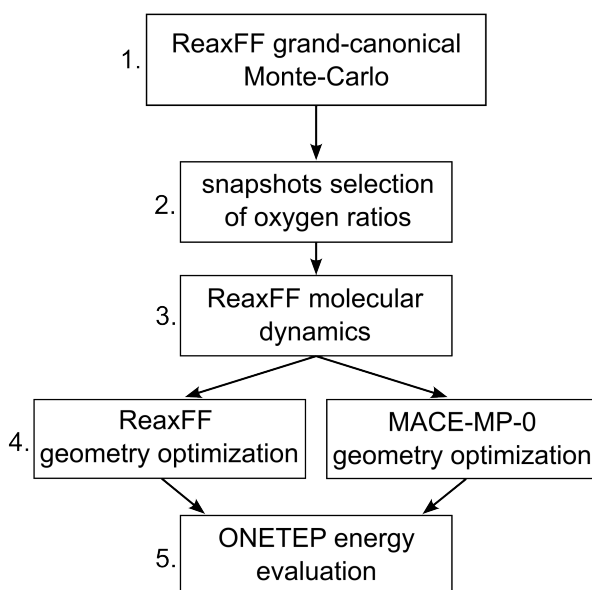 1. ReaxFF grand-canonical
Monte-Carlo
2. snapshots selection
of oxygen ratios
3. ReaxFF molecular
dynamics
4. ReaxFF
geometry optimization
MACE-MP-0
geometry optimization
5. ONETEP energy
evaluation